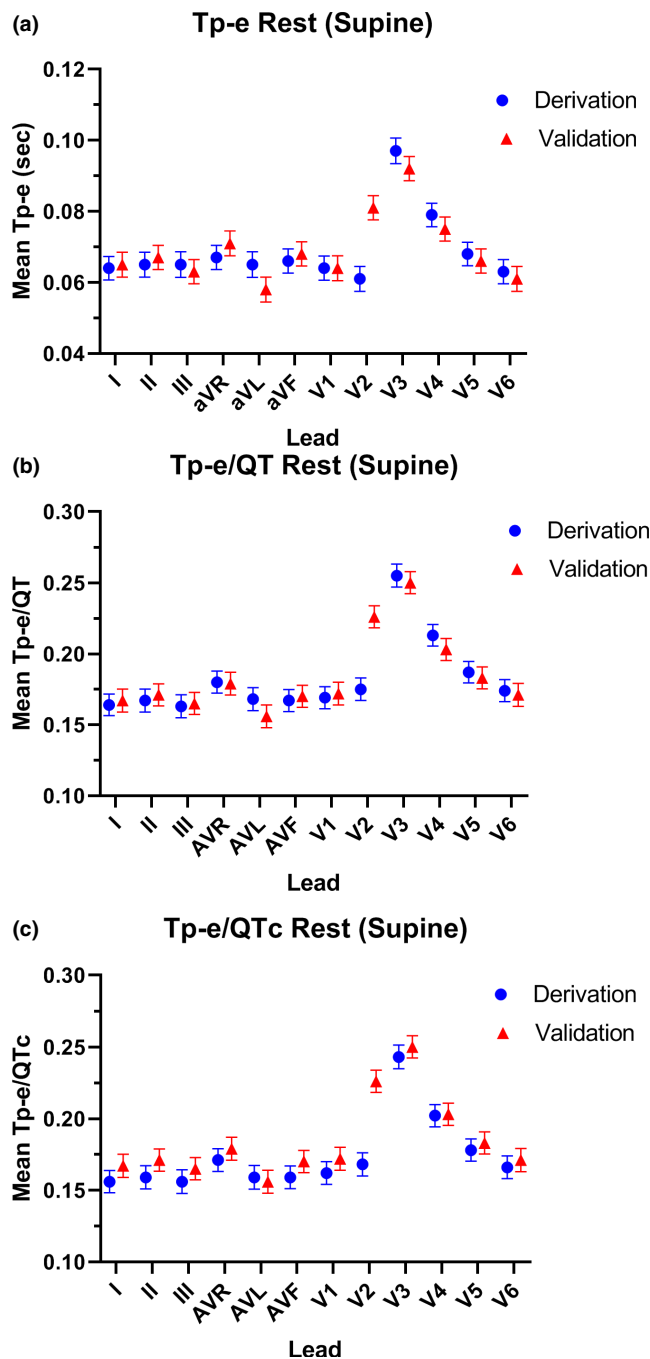 (a)
Tp-e Rest (Supine)
0.12
0.10
0.08
0.06
0.04
Mean Tp-e (sec)
Derivation
Validation
I II III aVR aVL aVF V1 V2 V3 V4 V5 V6
Lead
(b)
Tp-e/QT Rest (Supine)
0.30
0.25
0.20
0.15
0.10
Mean Tp-e/QT
Derivation
Validation
I II III AVR AVL AVF V1 V2 V3 V4 V5 V6
Lead
(c)
Tp-e/QTc Rest (Supine)
0.30
0.25
0.20
0.15
0.10
Mean Tp-e/QTc
Derivation
Validation
I II III AVR AVL AVF V1 V2 V3 V4 V5 V6
Lead